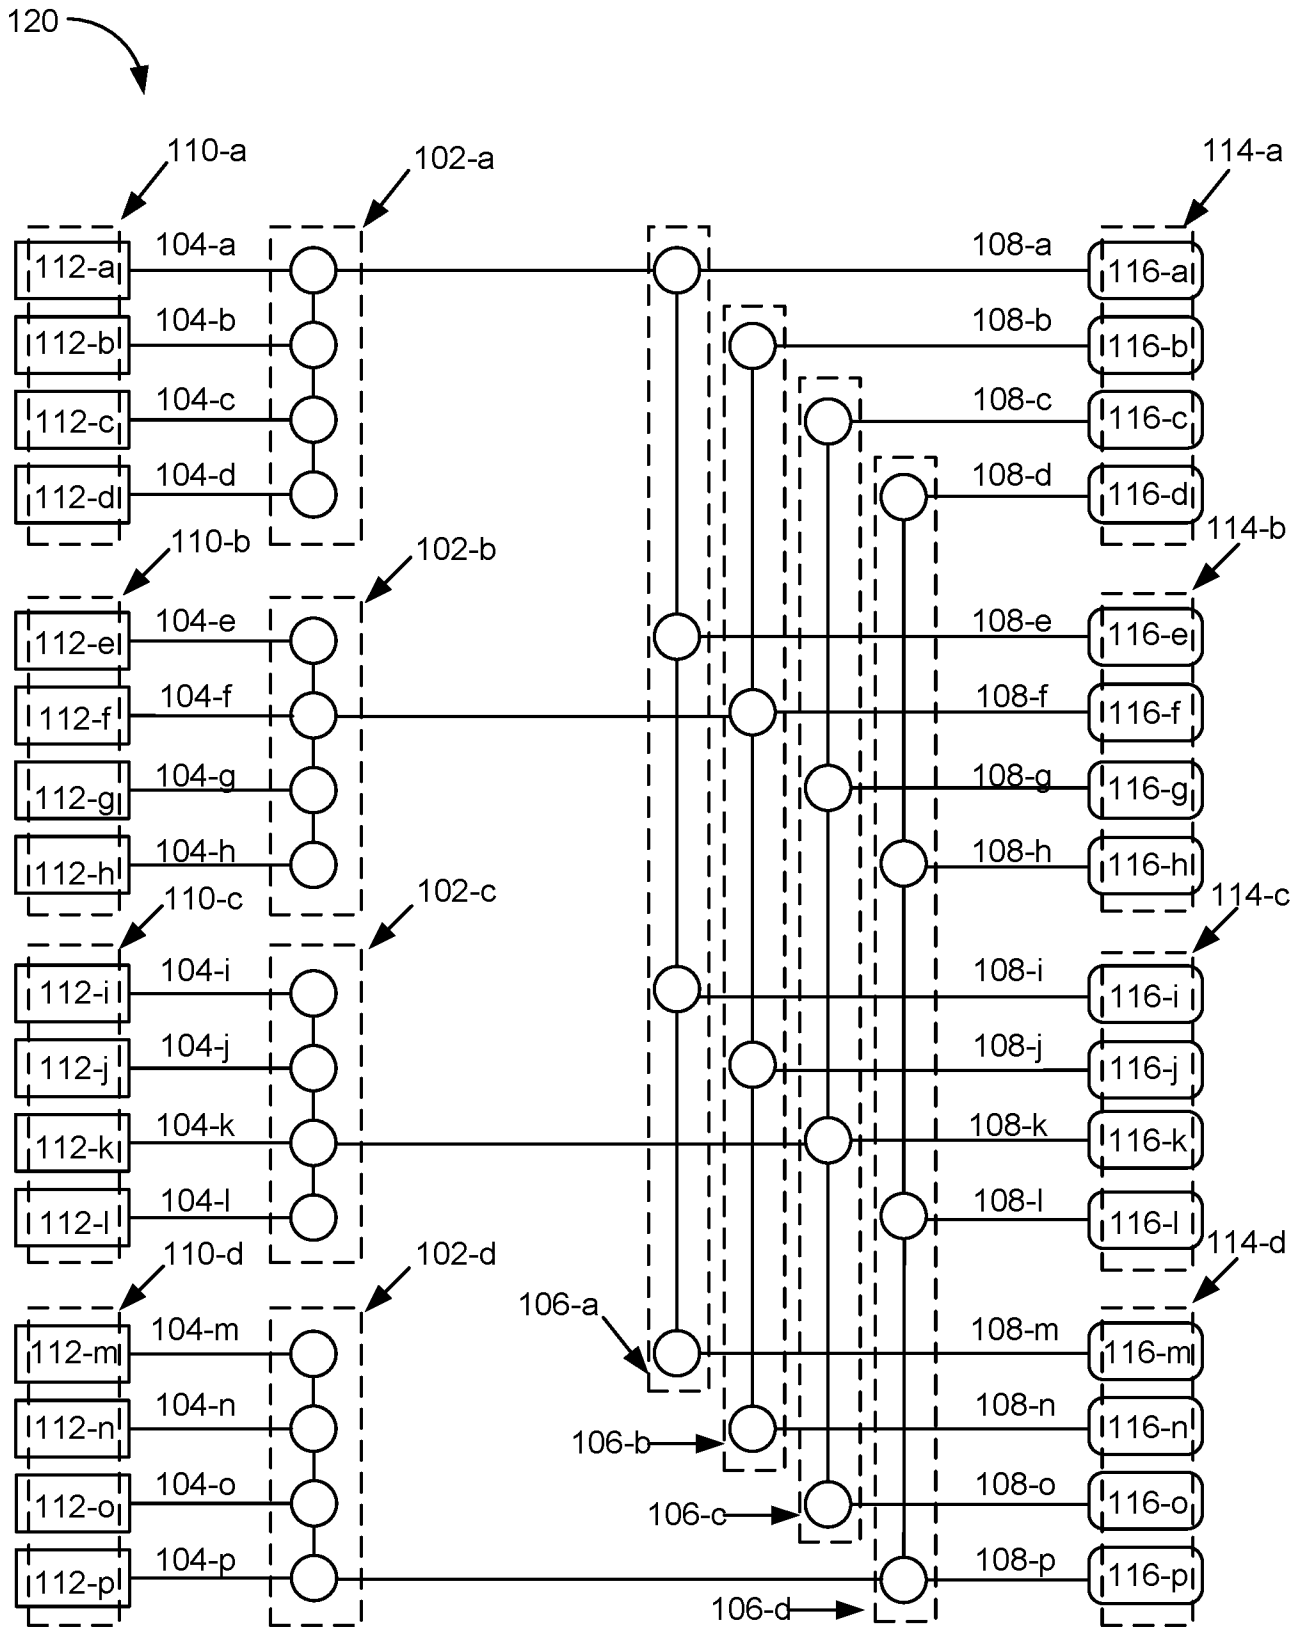 120
110-a 102-a 114-a
112-a 104-a 108-a 116-a
112-b 104-b 108-b 116-b
112-c 104-c 108-c 116-c
112-d 104-d 108-d 116-d
110-b 102-b 114-b
112-e 104-e 108-e 116-e
112-f 104-f 108-f 116-f
112-g 104-g 108-g 116-g
112-h 104-h 108-h 116-h
110-c 102-c 114-c
112-i 104-i 108-i 116-i
112-j 104-j 108-j 116-j
112-k 104-k 108-k 116-k
112-l 104-l 108-l 116-l
110-d 102-d 114-d
106-a
112-m 104-m 108-m 116-m
112-n 104-n 108-n 116-n
106-b
112-o 104-o 108-o 116-o
106-c
112-p 104-p 108-p 116-p
106-d